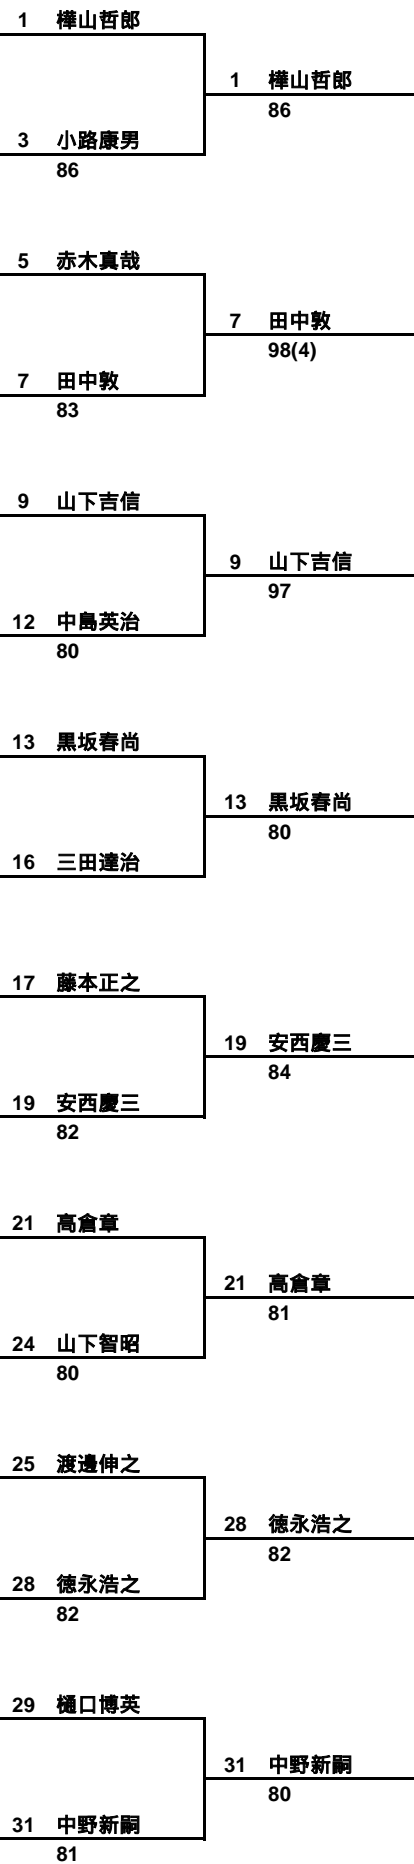 1 樺山哲郎
1 樺山哲郎
86
3 小路康男
86
5 赤木真哉
7 田中敦
98(4)
7 田中敦
83
9 山下吉信
9 山下吉信
97
12 中島英治
80
13 黒坂春尚
13 黒坂春尚
80
16 三田達治
17 藤本正之
19 安西慶三
84
19 安西慶三
82
21 高倉章
21 高倉章
81
24 山下智昭
80
25 渡邊伸之
28 徳永浩之
82
28 徳永浩之
82
29 樋口博英
31 中野新嗣
80
31 中野新嗣
81